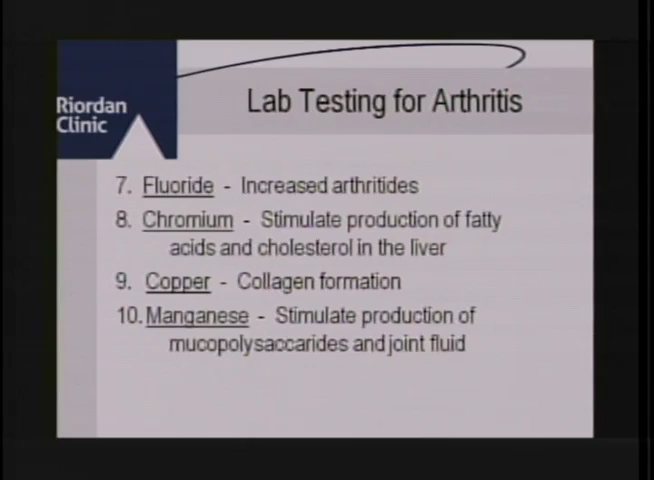 Riordan
Clinic
Lab Testing for Arthritis
7. Fluoride - Increased arthritides
8. Chromium - Stimulate production of fatty
acids and cholesterol in the liver
9. Copper - Collagen formation
10. Manganese - Stimulate production of
mucopolysaccarides and joint fluid